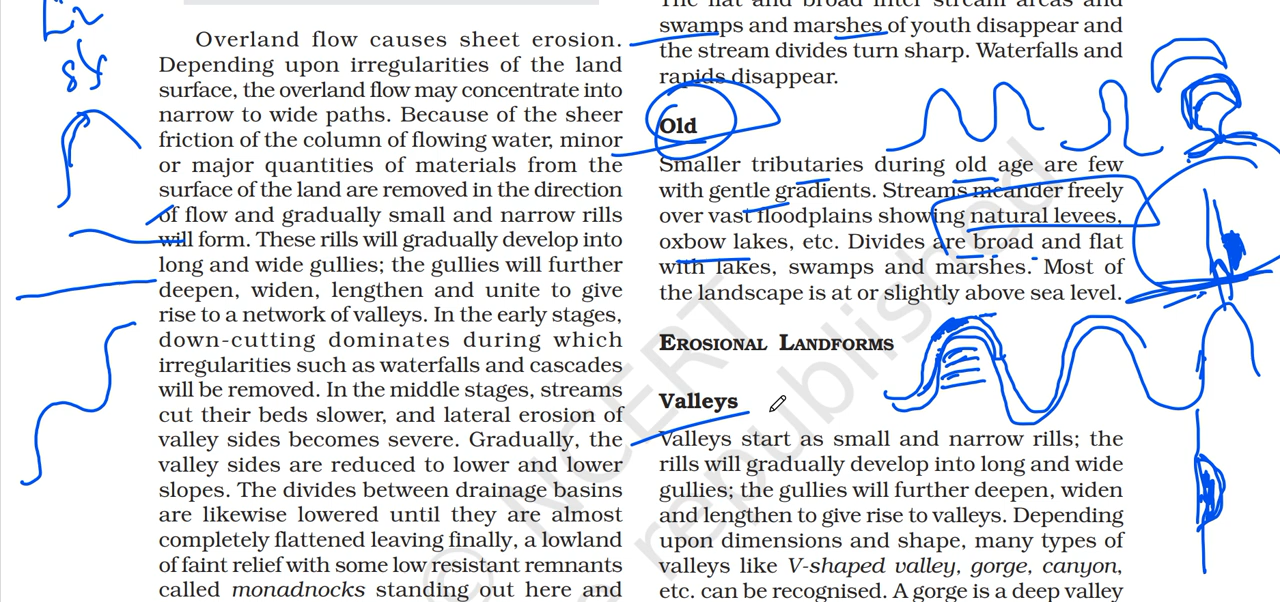 Overland flow causes sheet erosion.
Depending upon irregularities of the land
surface, the overland flow may concentrate into
narrow to wide paths. Because of the sheer
friction of the column of flowing water, minor
or major quantities of materials from the
surface of the land are removed in the direction
of flow and gradually small and narrow rills
will form. These rills will gradually develop into
long and wide gullies; the gullies will further
deepen, widen, lengthen and unite to give
rise to a network of valleys. In the early stages,
down-cutting dominates during which
irregularities such as waterfalls and cascades
will be removed. In the middle stages, streams
cut their beds slower, and lateral erosion of
valley sides becomes severe. Gradually, the
valley sides are reduced to lower and lower
slopes. The divides between drainage basins
are likewise lowered until they are almost
completely flattened leaving finally, a lowland
of faint relief with some low resistant remnants
called monadnocks standing out here and
The flat and broad inter stream areas and
swamps and marshes of youth disappear and
the stream divides turn sharp. Waterfalls and
rapids disappear.
Old
Smaller tributaries during old age are few
with gentle gradients. Streams meander freely
over vast floodplains showing natural levees,
oxbow lakes, etc. Divides are broad and flat
with lakes, swamps and marshes. Most of
the landscape is at or slightly above sea level.
EROSIONAL LANDFORMS
Valleys
Valleys start as small and narrow rills; the
rills will gradually develop into long and wide
gullies; the gullies will further deepen, widen
and lengthen to give rise to valleys. Depending
upon dimensions and shape, many types of
valleys like V-shaped valley, gorge, canyon,
etc. can be recognised. A gorge is a deep valley
© NCERT
republished